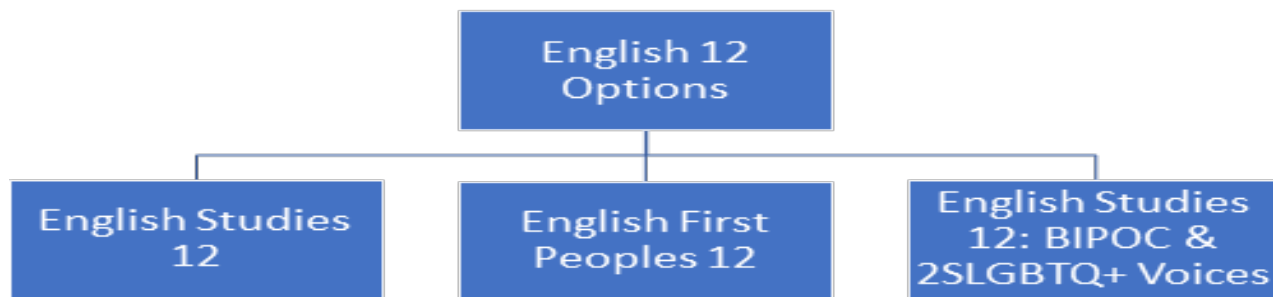 English 12
Options
English Studies
12
English First
Peoples 12
English Studies
12: BIPOC &
2SLGBTQ+ Voices